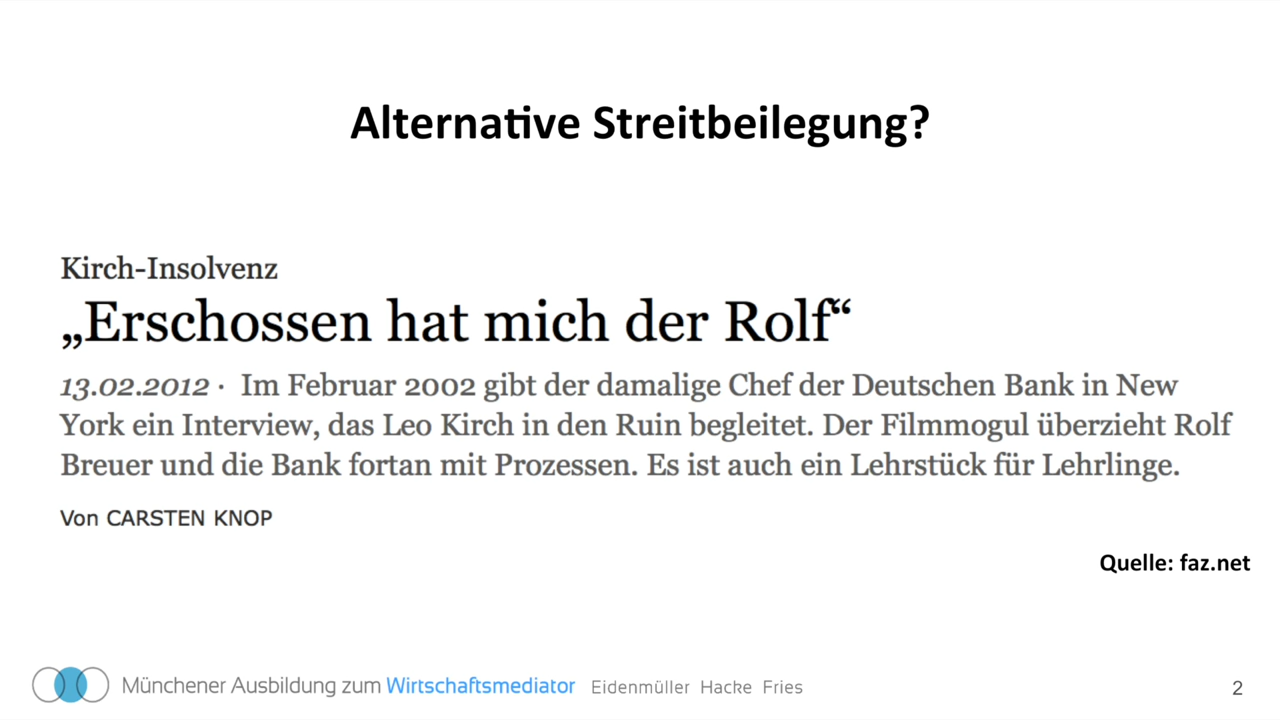 Alternative Streitbeilegung?
Kirch-Insolvenz
„Erschossen hat mich der Rolf“
13.02.2012 · Im Februar 2002 gibt der damalige Chef der Deutschen Bank in New
York ein Interview, das Leo Kirch in den Ruin begleitet. Der Filmmogul überzieht Rolf
Breuer und die Bank fortan mit Prozessen. Es ist auch ein Lehrstück für Lehrlinge.
Von CARSTEN KNOP
Quelle: faz.net
Münchener Ausbildung zum Wirtschaftsmediator Eidenmüller Hacke Fries
2